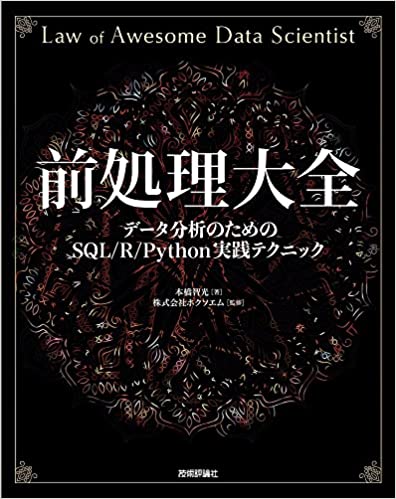 Law of Awesome Data Scientist
前処理大全
データ分析のための
SQL/R/Python実践テクニック
本橋智光[著]
株式会社ホクソエム[監修]
技術評論社